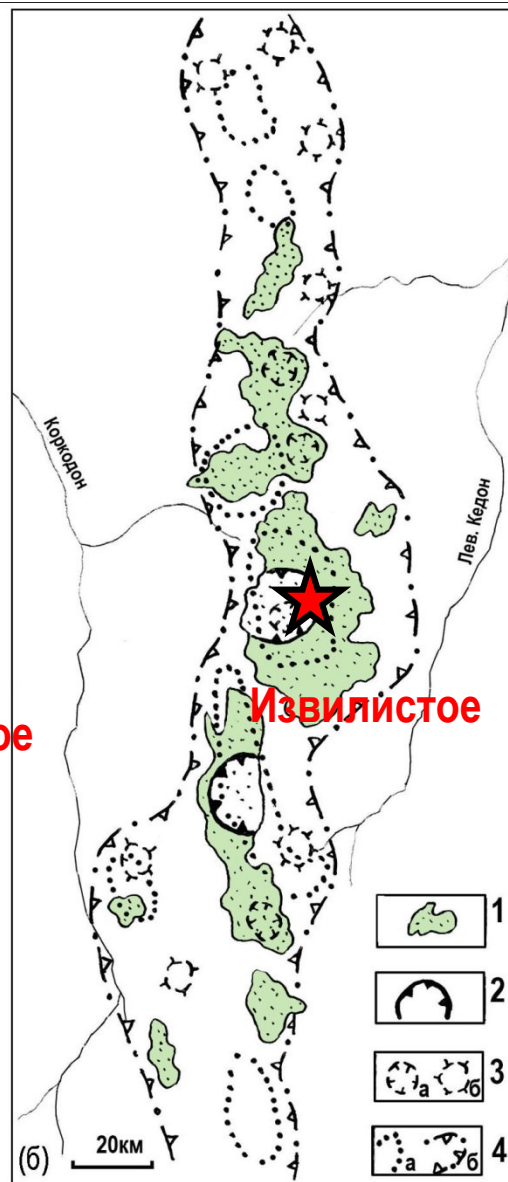 Коркодон
Лев. Кедон
Извилистое
ое
1
2
а б 3
а б 4
(б) 20км